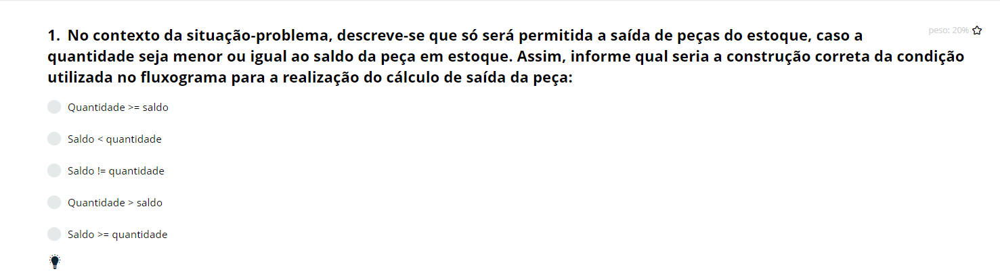 1. No contexto da situação-problema, descreve-se que só será permitida a saída de peças do estoque, caso a
peso: 20%
quantidade seja menor ou igual ao saldo da peça em estoque. Assim, informe qual seria a construção correta da condição
utilizada no fluxograma para a realização do cálculo de saída da peça:
Quantidade >= saldo
Saldo < quantidade
Saldo != quantidade
Quantidade > saldo
Saldo >= quantidade